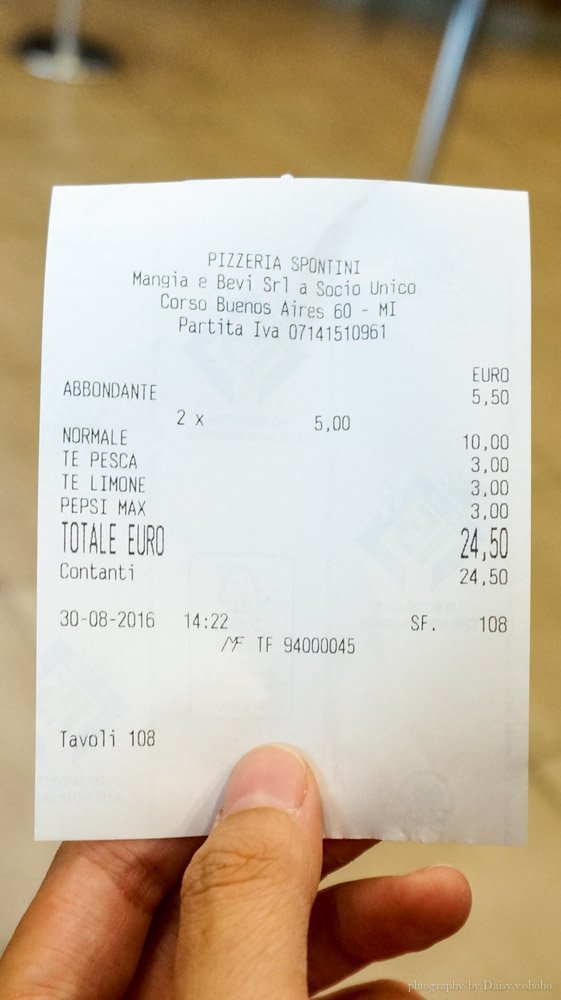 PIZZERIA SPONTINI
Mangia e Bevi Srl a Socio Unico
Corso Buenos Aires 60 - MI
Partita Iva 07141510961
EURO
ABBONDANTE 5,50
2 x 5,00
NORMALE 10,00
TE PESCA 3,00
TE LIMONE 3,00
PEPSI MAX 3,00
TOTALE EURO 24,50
Contanti 24,50
30-08-2016 14:22 SF. 108
MF TF 94000045
Tavoli 108
phtography by Daisy yohoho